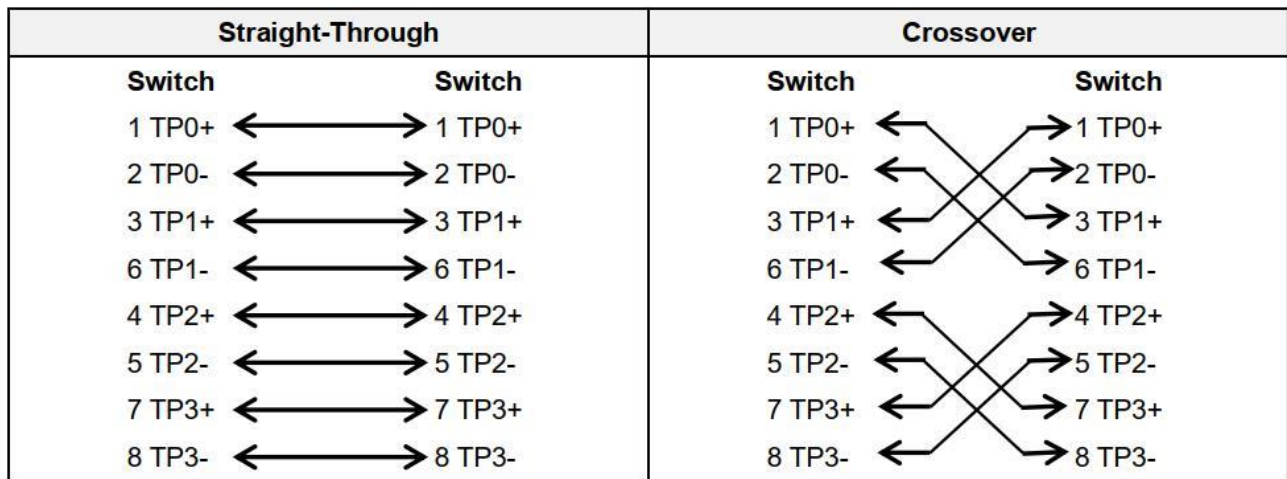 Straight-Through Crossover
Switch Switch Switch Switch
1 TP0+ 1 TP0+ 1 TP0+ 1 TP0+
2 TP0- 2 TP0- 2 TP0- 2 TP0-
3 TP1+ 3 TP1+ 3 TP1+ 3 TP1+
6 TP1- 6 TP1- 6 TP1- 6 TP1-
4 TP2+ 4 TP2+ 4 TP2+ 4 TP2+
5 TP2- 5 TP2- 5 TP2- 5 TP2-
7 TP3+ 7 TP3+ 7 TP3+ 7 TP3+
8 TP3- 8 TP3- 8 TP3- 8 TP3-